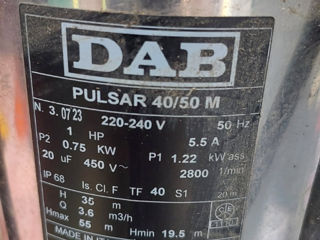 DAB
PULSAR 40/50 M
N. 3.0723 220-240 V 50 Hz
1 HP 5.5 A
P2 0.75 KW P1 1.22 kW ass
20 uF 450 V~ 2800 1/min
IP 68 Is. Cl. F TF 40 S1
H 35 m 20 m
Q 3.6 m3/h
Hmax 55 m Hmin 19.5 m